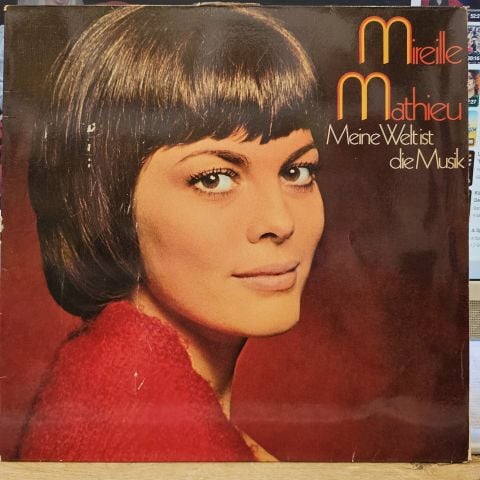 Mireille
Mathieu
Meine Welt ist
die Musik